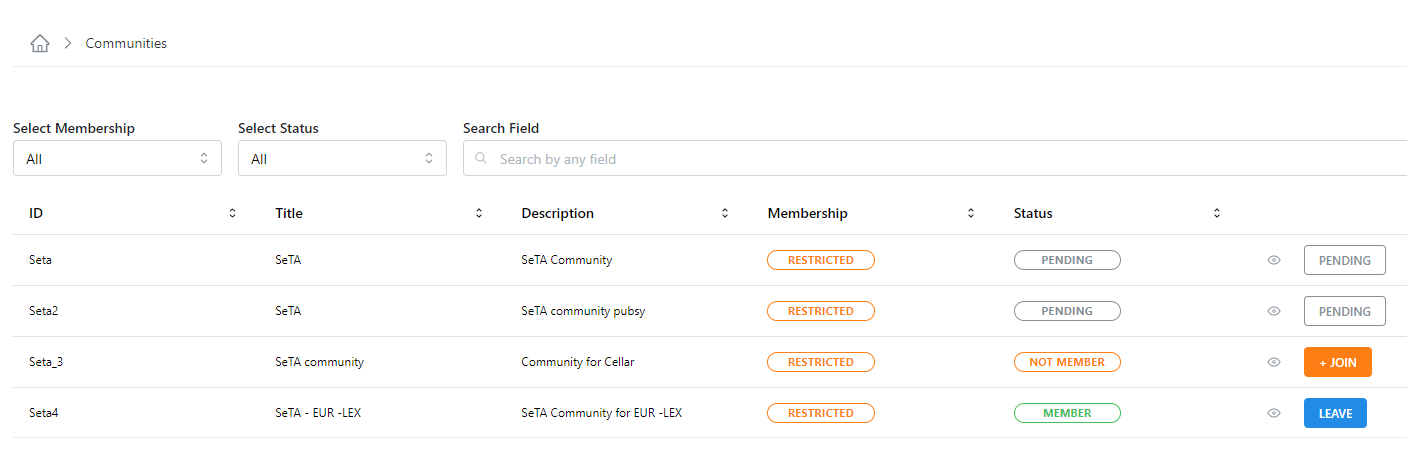 Communities
Select Membership Select Status Search Field
All All Search by any field
ID Title Description Membership Status
Seta SeTA SeTA Community RESTRICTED PENDING PENDING
Seta2 SeTA SeTA community pubsy RESTRICTED PENDING PENDING
Seta_3 SeTA community Community for Cellar RESTRICTED NOT MEMBER + JOIN
Seta4 SeTA - EUR -LEX SeTA Community for EUR -LEX RESTRICTED MEMBER LEAVE